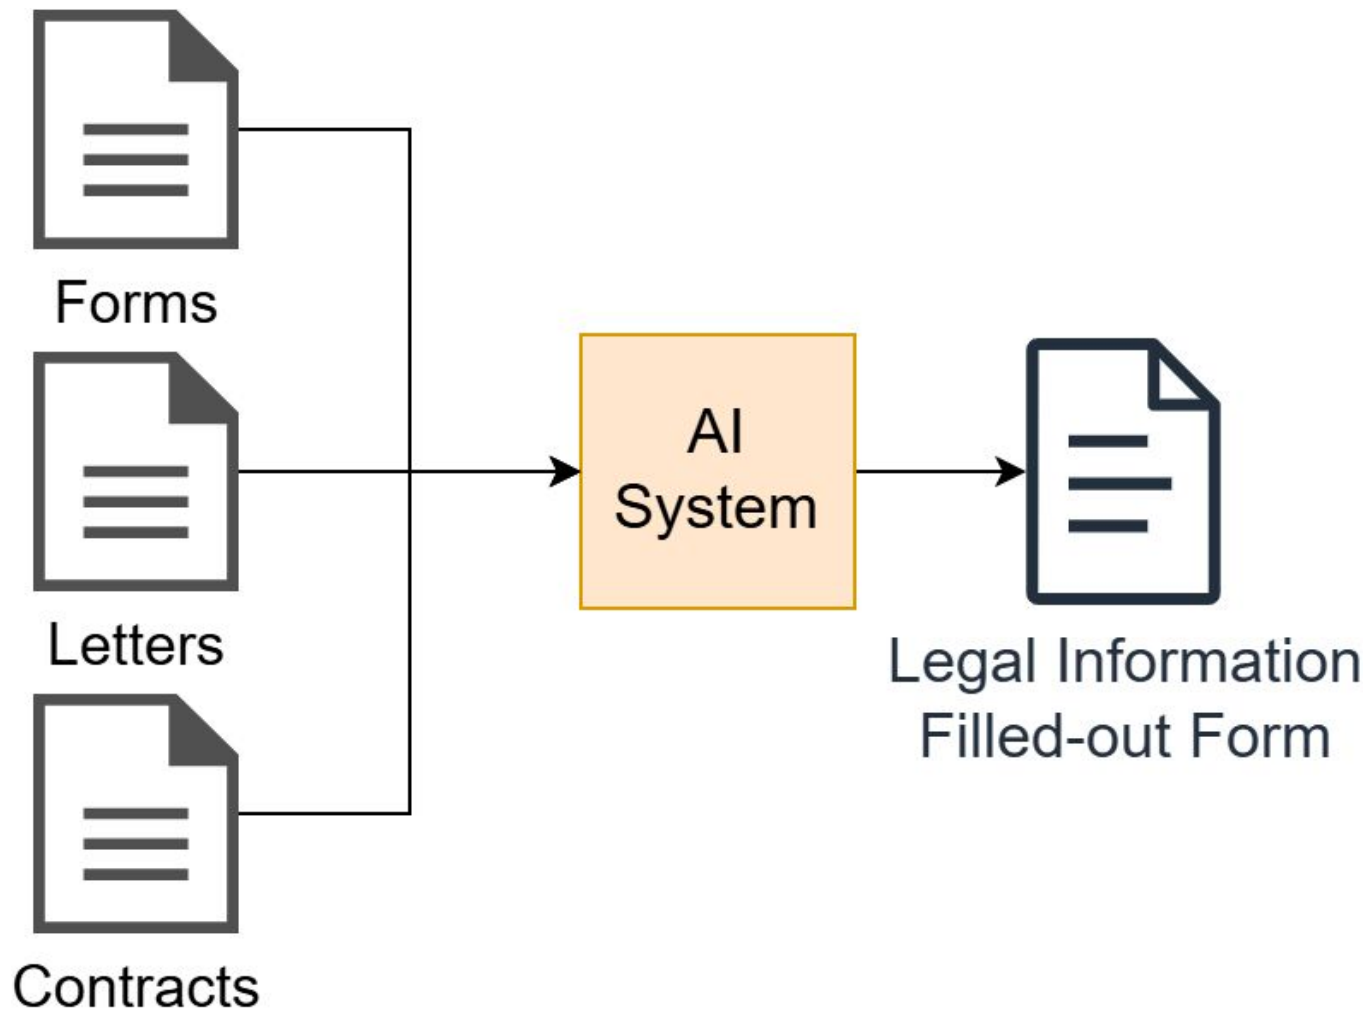 Forms
Letters
Contracts
AI
System
Legal Information
Filled-out Form